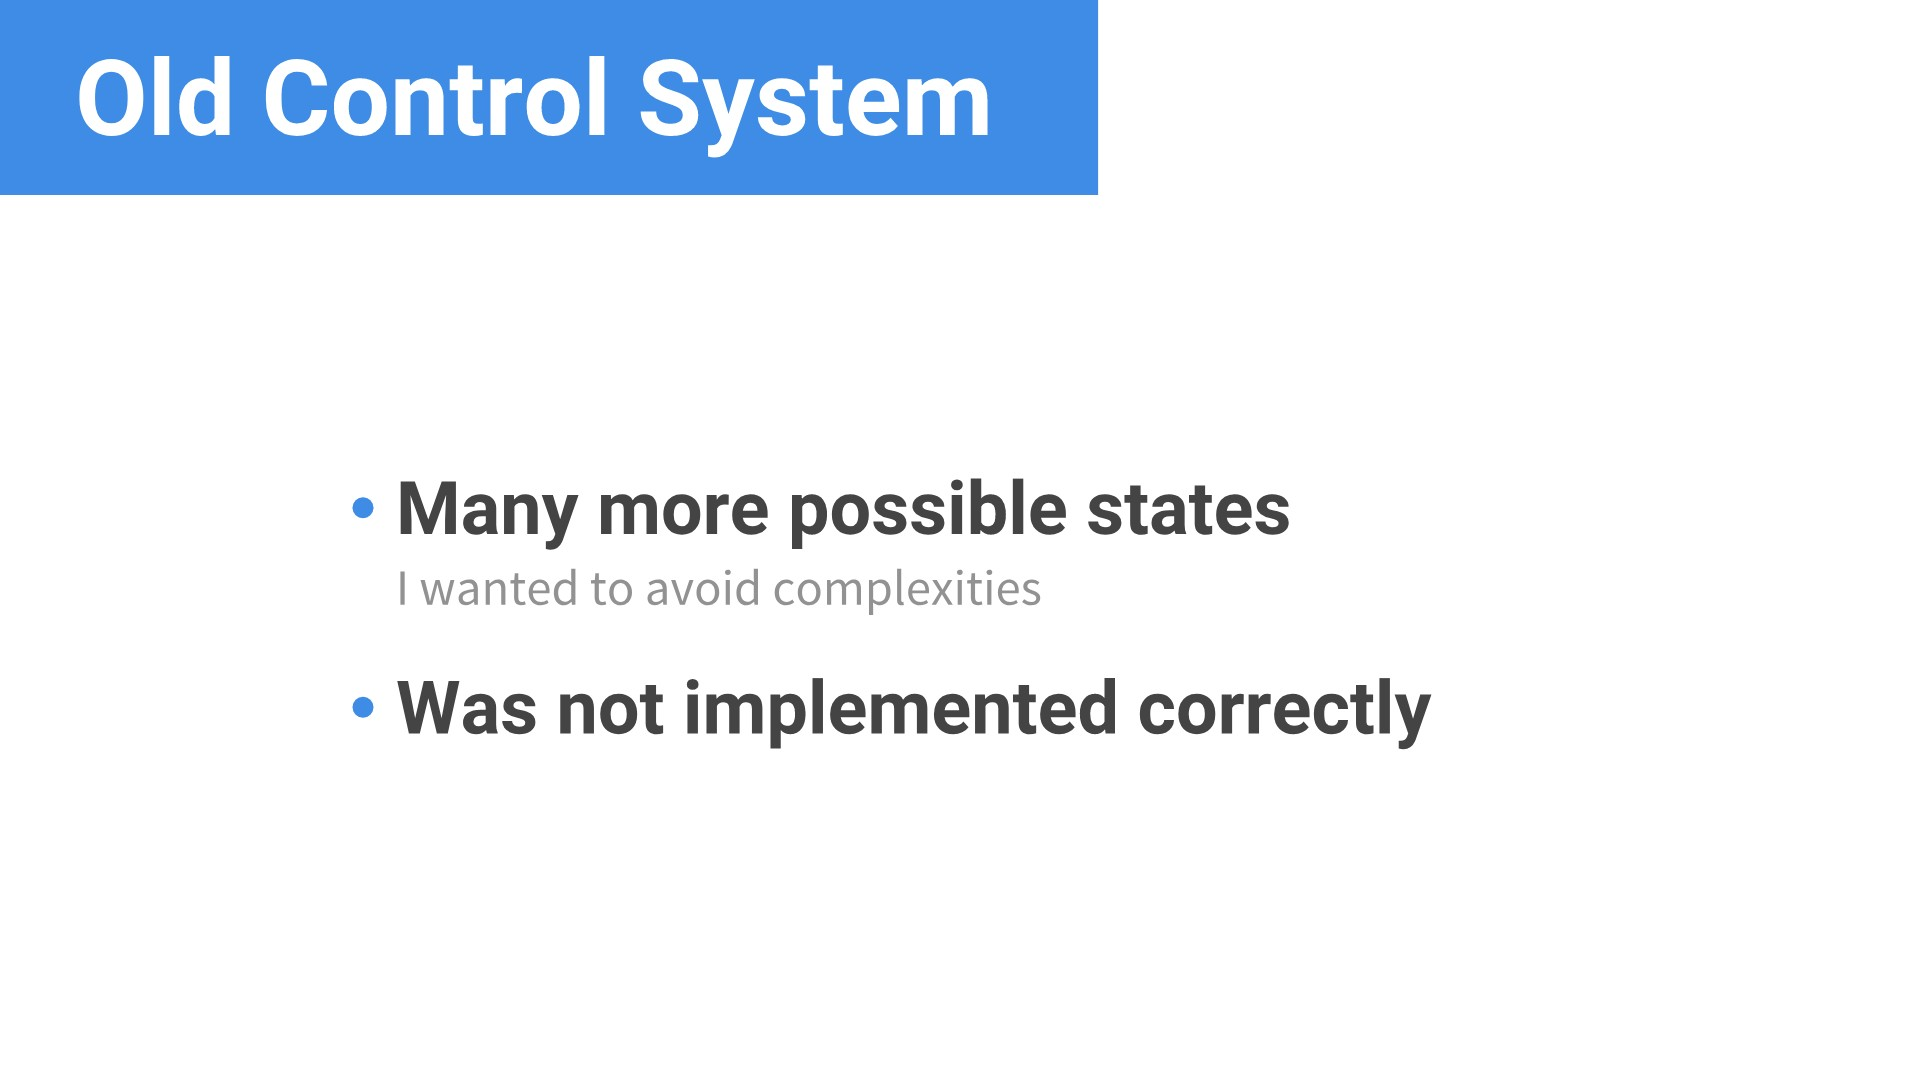 Old Control System
• Many more possible states
I wanted to avoid complexities
• Was not implemented correctly